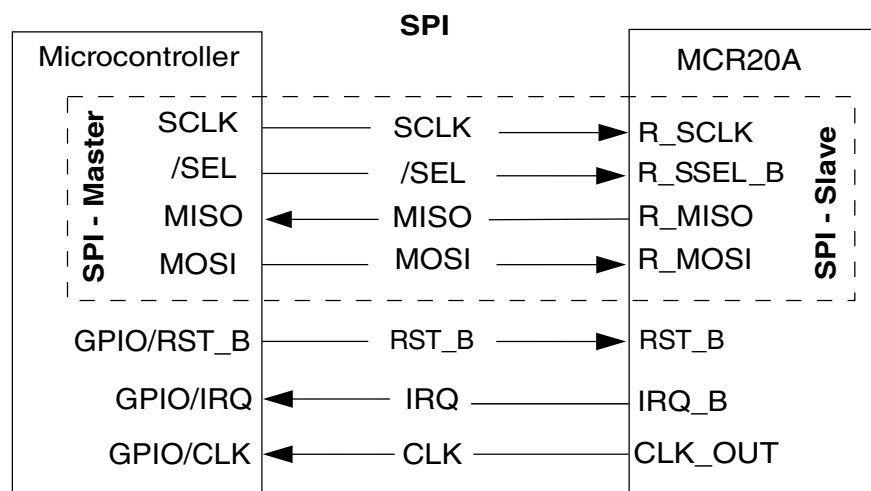 SPI
Microcontroller MCR20A
SPI - Master
SPI - Slave
SCLK SCLK R_SCLK
/SEL /SEL R_SSEL_B
MISO MISO R_MISO
MOSI MOSI R_MOSI
GPIO/RST_B RST_B RST_B
GPIO/IRQ IRQ IRQ_B
GPIO/CLK CLK CLK_OUT